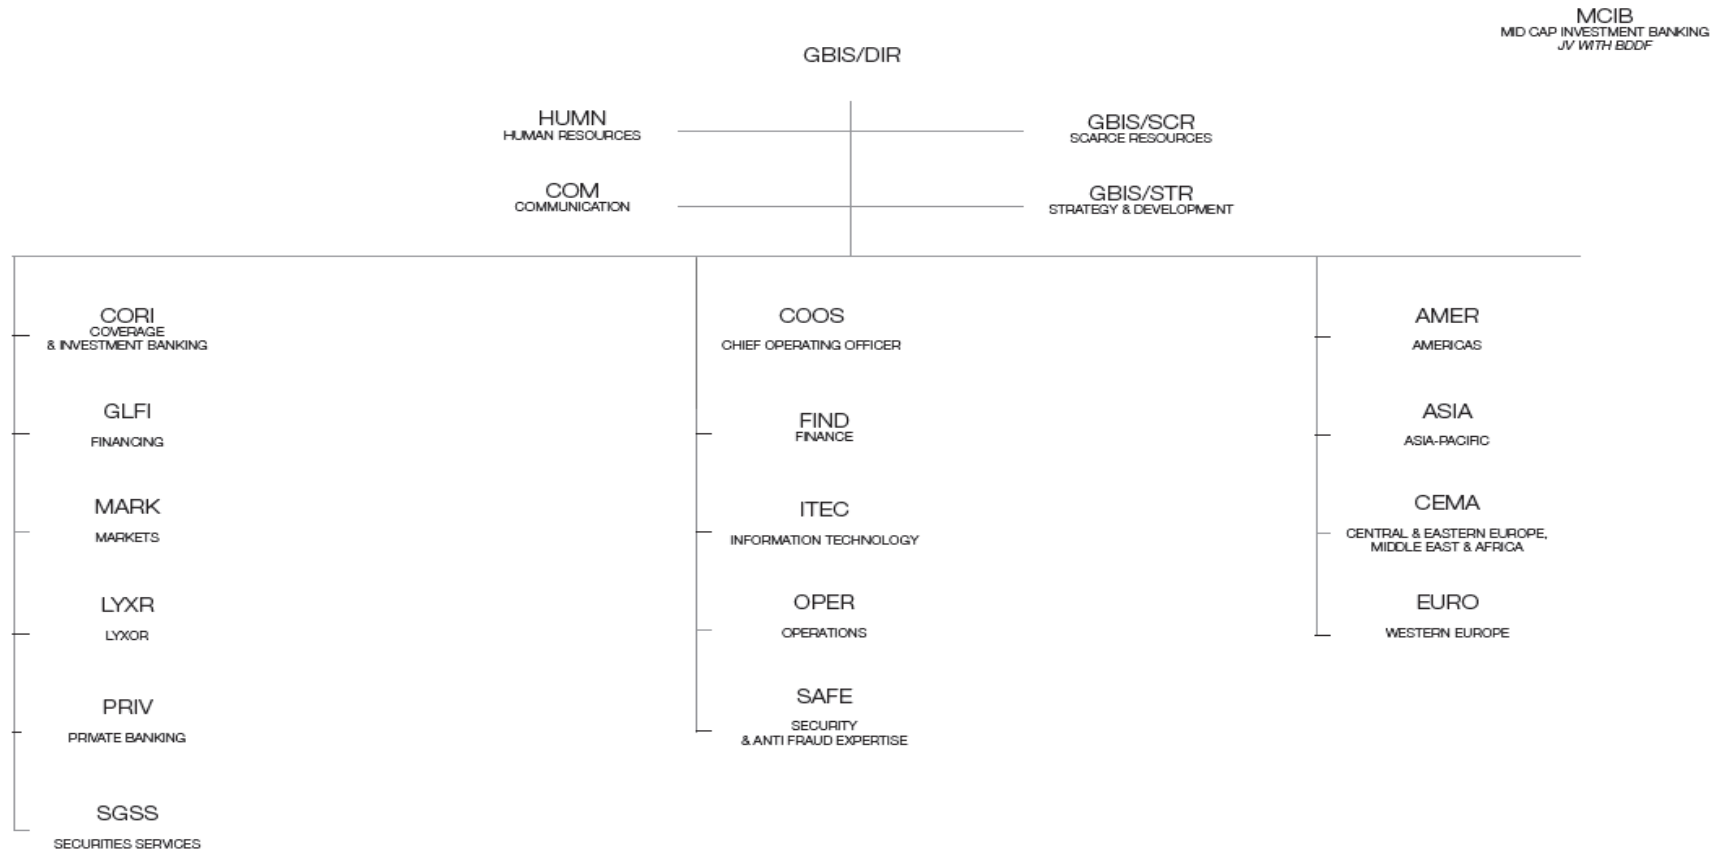 MCIB
MID CAP INVESTMENT BANKING
JV WITH BDDF
GBIS/DIR
HUMN
HUMAN RESOURCES
GBIS/SCR
SCARCE RESOURCES
COM
COMMUNICATION
GBIS/STR
STRATEGY & DEVELOPMENT
CORI
COVERAGE
& INVESTMENT BANKING
GLFI
FINANCING
MARK
MARKETS
LYXR
LYXOR
PRIV
PRIVATE BANKING
SGSS
SECURITIES SERVICES
COOS
CHIEF OPERATING OFFICER
FIND
FINANCE
ITEC
INFORMATION TECHNOLOGY
OPER
OPERATIONS
SAFE
SECURITY
& ANTI FRAUD EXPERTISE
AMER
AMERICAS
ASIA
ASIA-PACIFIC
CEMA
CENTRAL & EASTERN EUROPE,
MIDDLE EAST & AFRICA
EURO
WESTERN EUROPE